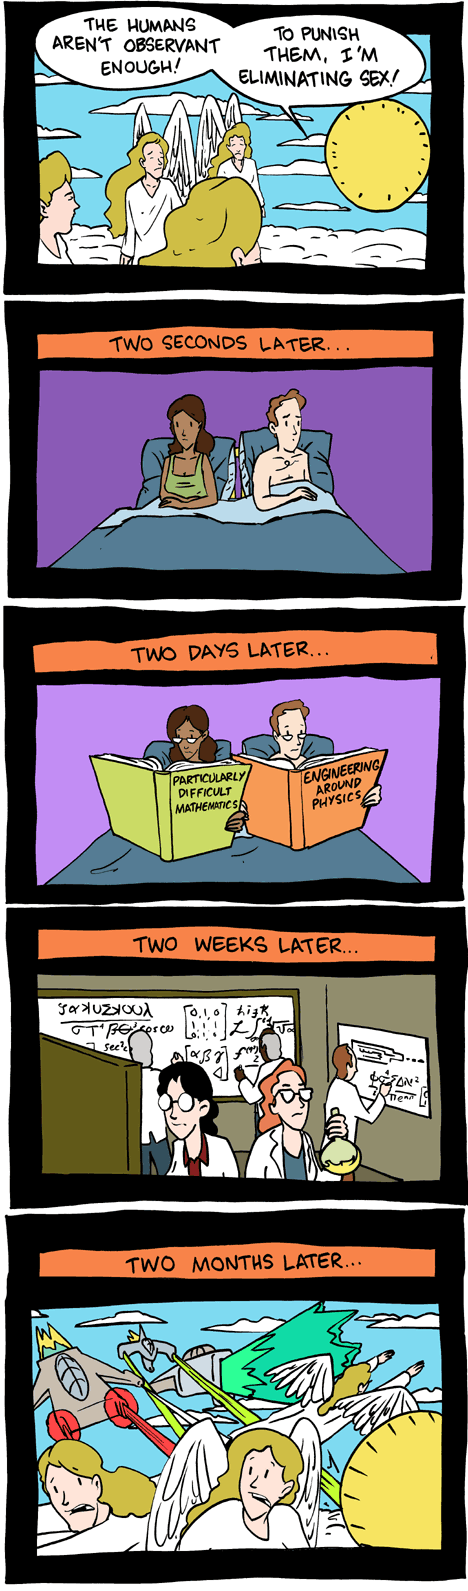 THE HUMANS
AREN'T OBSERVANT
ENOUGH!
TO PUNISH
THEM, I'M
ELIMINATING SEX!
TWO SECONDS LATER...
TWO DAYS LATER...
PARTICULARLY
DIFFICULT
MATHEMATICS
ENGINEERING
AROUND
PHYSICS
TWO WEEKS LATER...
TWO MONTHS LATER...